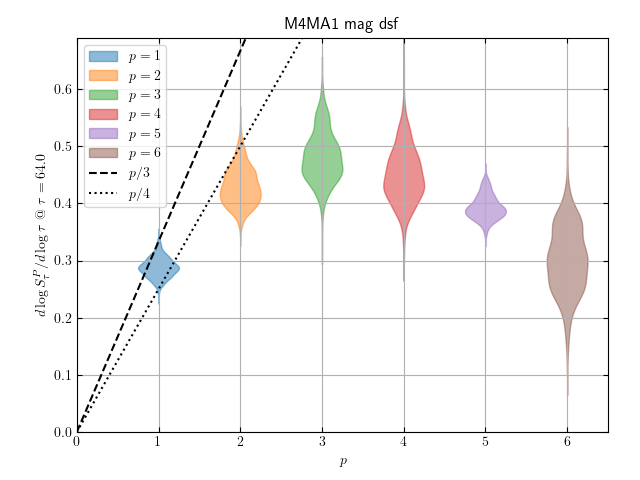 M4MA1 mag dsf
d log S_τ^P / d log τ @ τ = 64.0
0.6
0.5
0.4
0.3
0.2
0.1
0.0
p = 1
p = 2
p = 3
p = 4
p = 5
p = 6
p/3
p/4
0 1 2 3 4 5 6
p